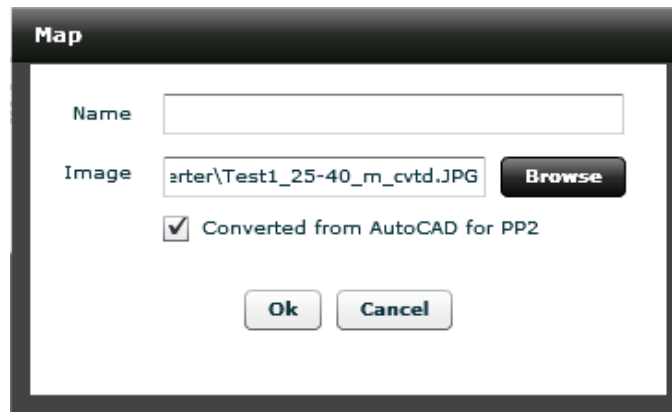 Map
Name
Image erter\Test1_25-40_m_cvtd.JPG Browse
Converted from AutoCAD for PP2
Ok Cancel